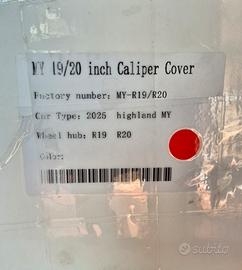 MY 19/20 inch Caliper Cover
Factory number: MY-R19/R20
Car Type: 2025 highland MY
Wheel hub: R19 R20
Color:
subito